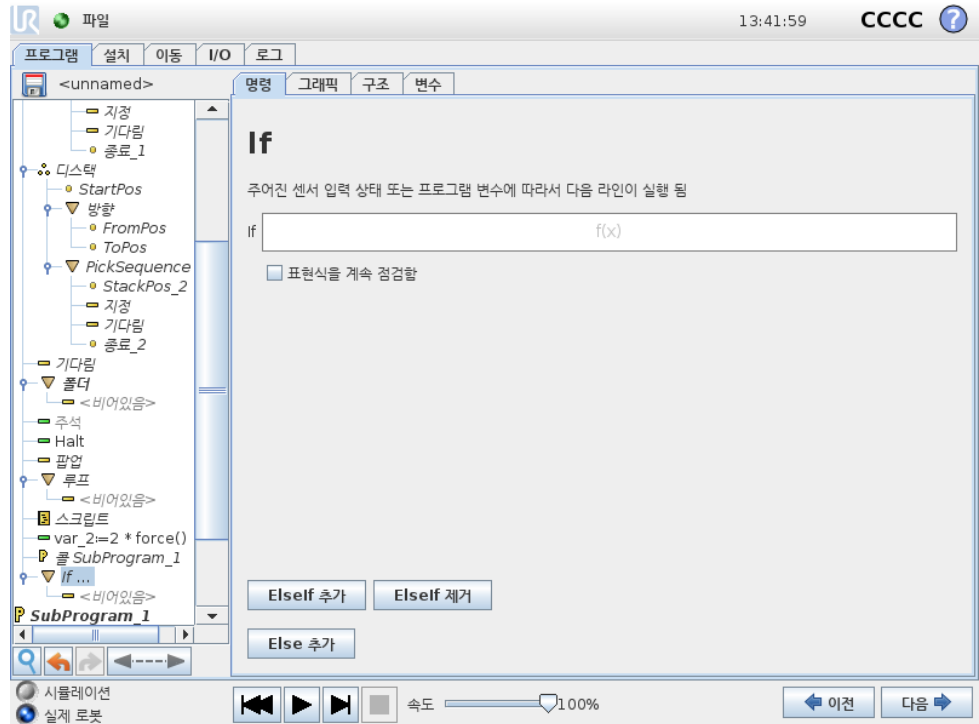 UR 파일 13:41:59 CCCC ?
프로그램 설치 이동 I/O 로그
<unnamed>
명령 그래픽 구조 변수
지정
기다림
종료_1
디스택
StartPos
방향
FromPos
ToPos
PickSequence
StackPos_2
지정
기다림
종료_2
기다림
폴더
<비어있음>
주석
Halt
팝업
루프
<비어있음>
스크립트
var_2:=2 * force()
콜 SubProgram_1
If ...
<비어있음>
SubProgram_1
If
주어진 센서 입력 상태 또는 프로그램 변수에 따라서 다음 라인이 실행 됨
If f(x)
표현식을 계속 점검함
ElseIf 추가 ElseIf 제거
Else 추가
시뮬레이션
실제 로봇
속도 100%
이전 다음